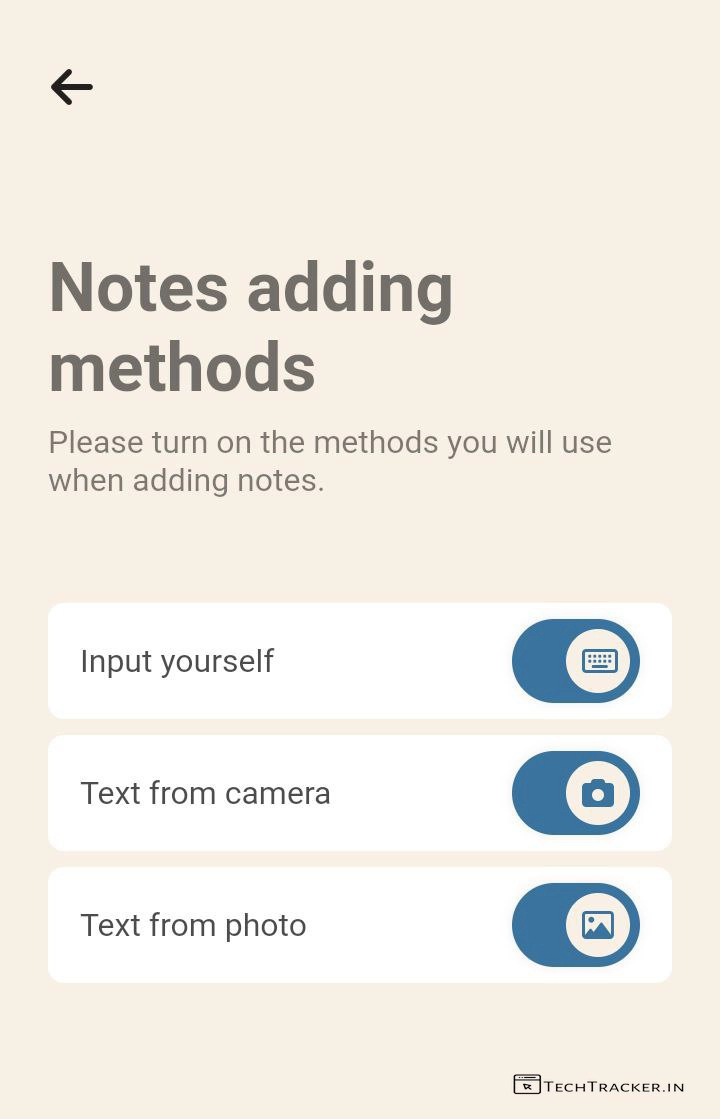 Notes adding
methods
Please turn on the methods you will use
when adding notes.
Input yourself
Text from camera
Text from photo
TECHTRACKER.IN